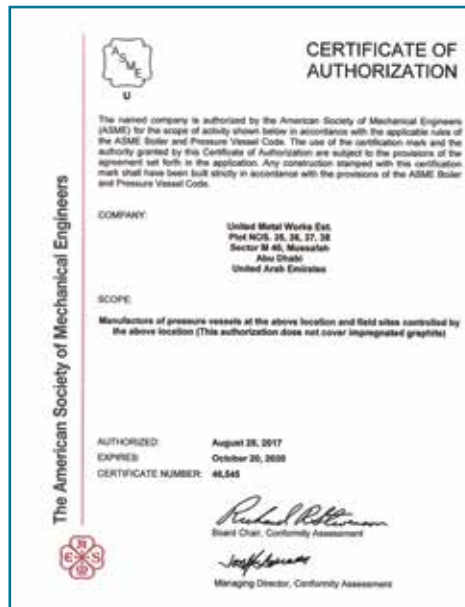 ASME
U
CERTIFICATE OF
AUTHORIZATION
The named company is authorized by the American Society of Mechanical Engineers
(ASME) for the scope of activity shown below in accordance with the applicable rules of
the ASME Boiler and Pressure Vessel Code. The use of the certification mark and the
authority granted by this Certificate of Authorization are subject to the provisions of the
agreement set forth in the application. Any construction stamped with this certification
mark shall have been built strictly in accordance with the provisions of the ASME Boiler
and Pressure Vessel Code.
COMPANY:
United Metal Works Est.
Plot NOS. 35, 36, 37, 38
Sector M 40, Mussafah
Abu Dhabi
United Arab Emirates
SCOPE:
Manufacture of pressure vessels at the above location and field sites controlled by
the above location (This authorization does not cover impregnated graphite)
AUTHORIZED: August 28, 2017
EXPIRES: October 20, 2020
CERTIFICATE NUMBER: 46,545
Board Chair, Conformity Assessment
Managing Director, Conformity Assessment
The American Society of Mechanical Engineers
ASME